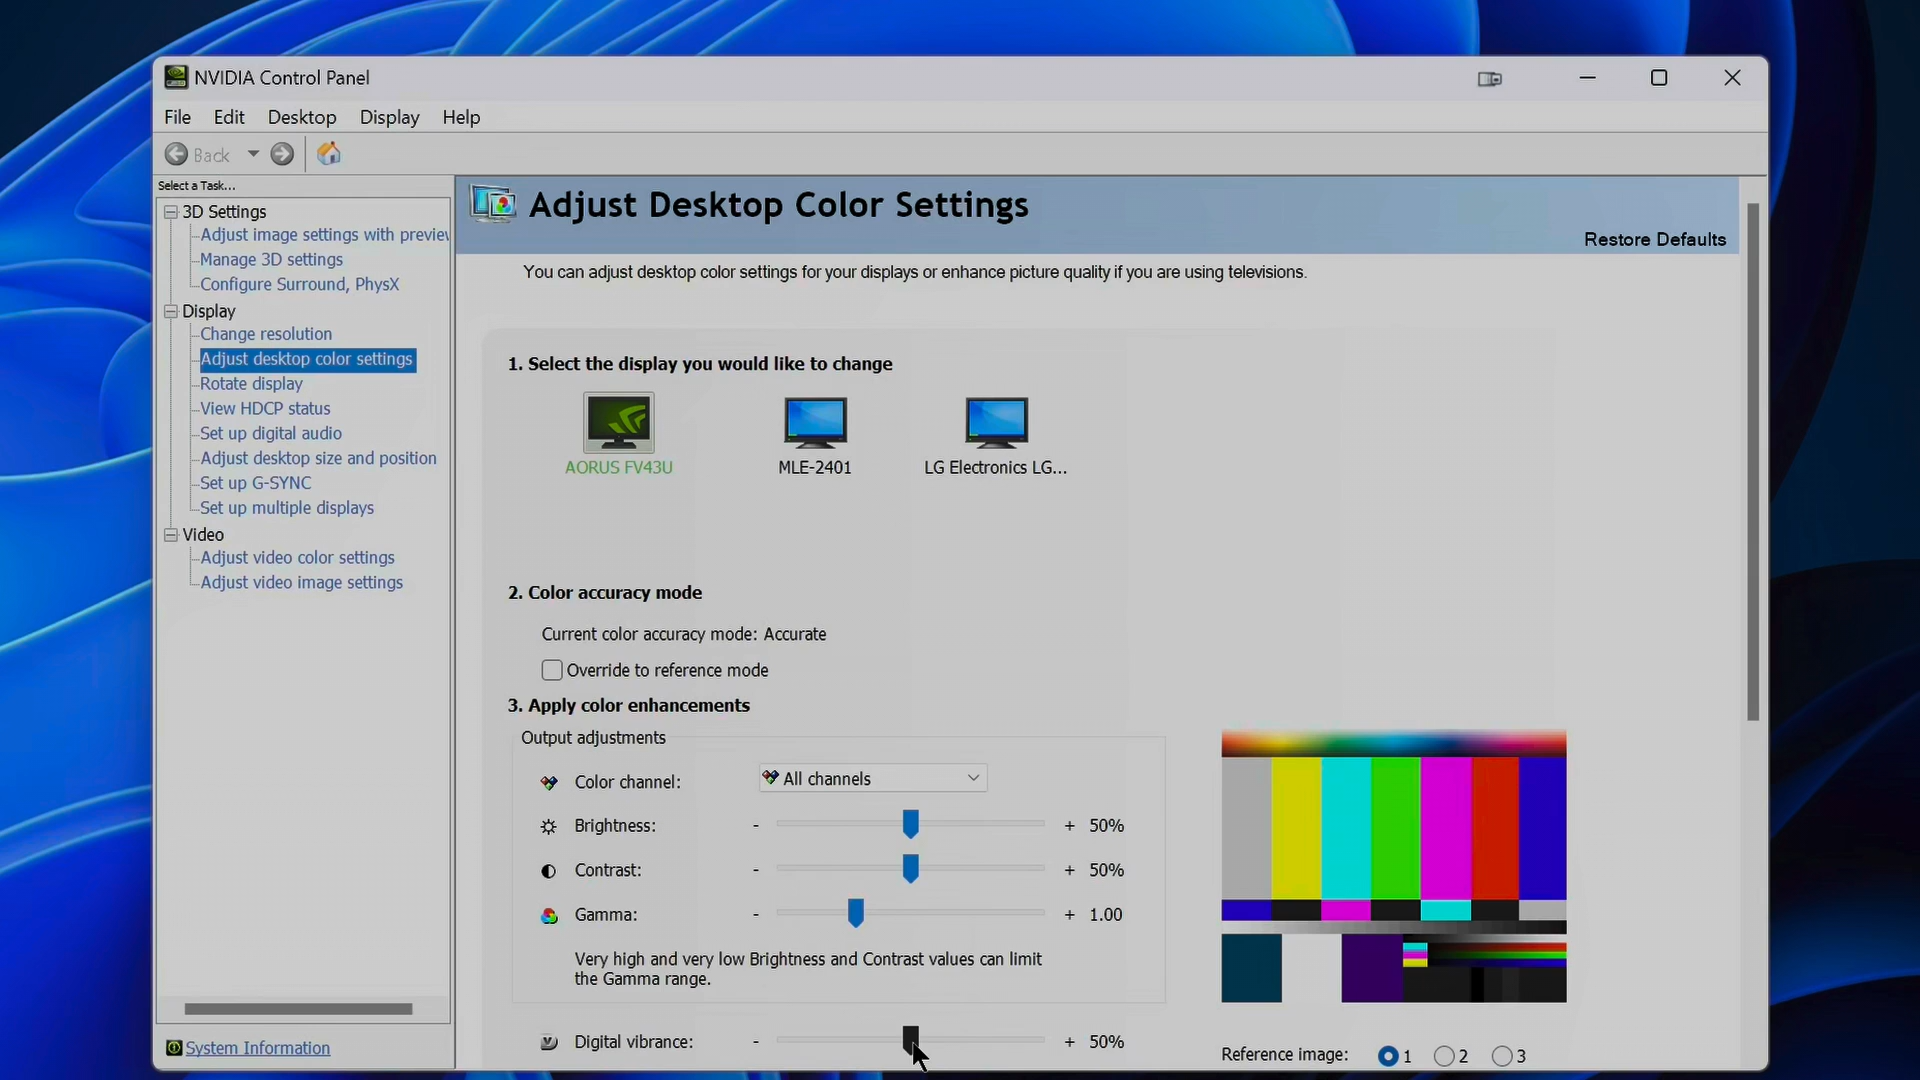 NVIDIA Control Panel
File Edit Desktop Display Help
Back
Select a Task...
3D Settings
Adjust image settings with preview
Manage 3D settings
Configure Surround, PhysX
Display
Change resolution
Adjust desktop color settings
Rotate display
View HDCP status
Set up digital audio
Adjust desktop size and position
Set up G-SYNC
Set up multiple displays
Video
Adjust video color settings
Adjust video image settings
System Information
Adjust Desktop Color Settings
Restore Defaults
You can adjust desktop color settings for your displays or enhance picture quality if you are using televisions.
1. Select the display you would like to change
AORUS FV43U MLE-2401 LG Electronics LG...
2. Color accuracy mode
Current color accuracy mode: Accurate
Override to reference mode
3. Apply color enhancements
Output adjustments
Color channel: All channels
Brightness: - + 50%
Contrast: - + 50%
Gamma: - + 1.00
Very high and very low Brightness and Contrast values can limit
the Gamma range.
Digital vibrance: - + 50%
Reference image: 1 2 3